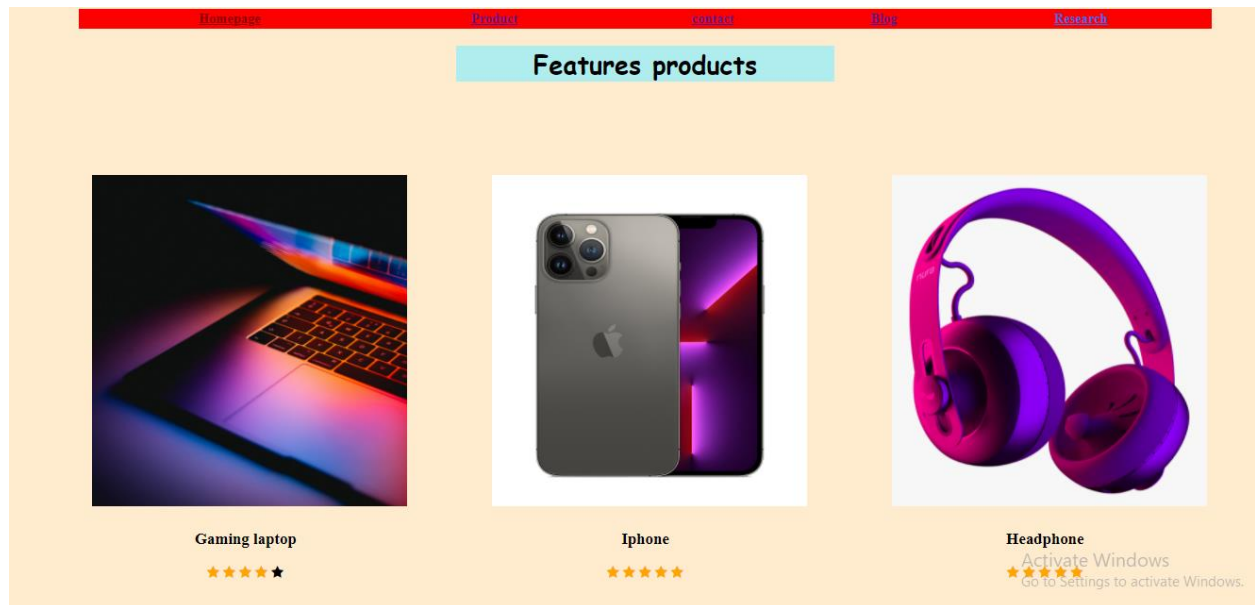 Homepage Product contact Blog Research
Features products
nura
Gaming laptop Iphone Headphone
Activate Windows
Go to Settings to activate Windows.